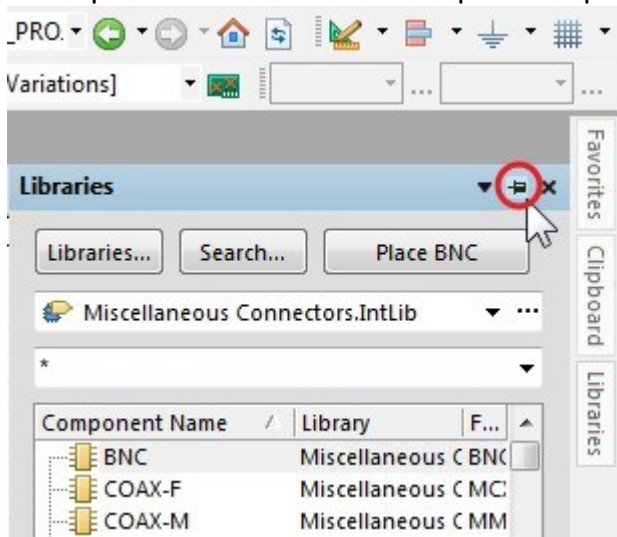 _PRO.
Variations]
...
...
Libraries
Libraries...
Search...
Place BNC
Miscellaneous Connectors.IntLib
...
*
Component Name
Library
F...
BNC
Miscellaneous C
BNC
COAX-F
Miscellaneous C
MC
COAX-M
Miscellaneous C
MM
Favorites
Clipboard
Libraries